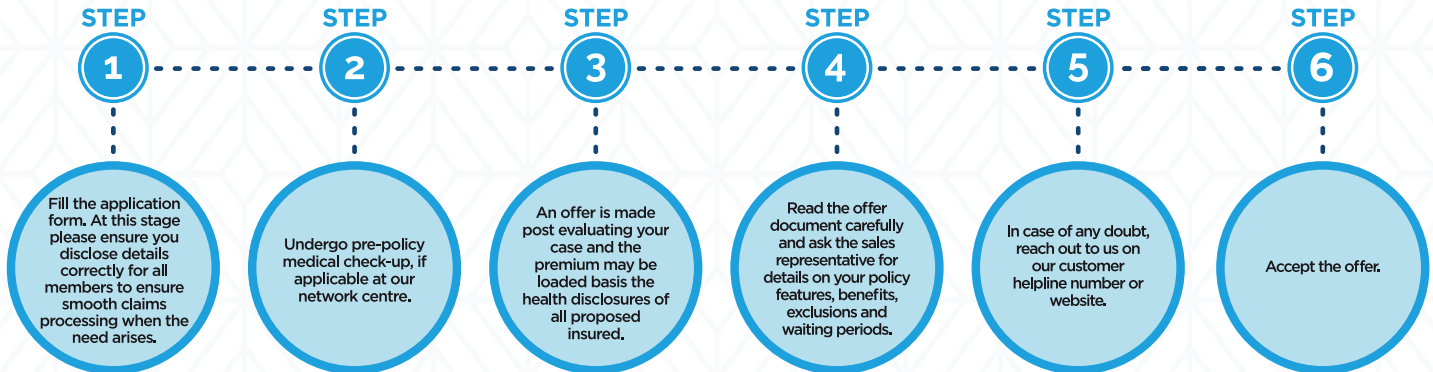 STEP
1
Fill the application
form. At this stage
please ensure you
disclose details
correctly for all
members to ensure
smooth claims
processing when the
need arises.
STEP
2
Undergo pre-policy
medical check-up, if
applicable at our
network centre.
STEP
3
An offer is made
post evaluating your
case and the
premium may be
loaded basis the
health disclosures of
all proposed
insured.
STEP
4
Read the offer
document carefully
and ask the sales
representative for
details on your policy
features, benefits,
exclusions and
waiting periods.
STEP
5
In case of any doubt,
reach out to us on
our customer
helpline number or
website.
STEP
6
Accept the offer.